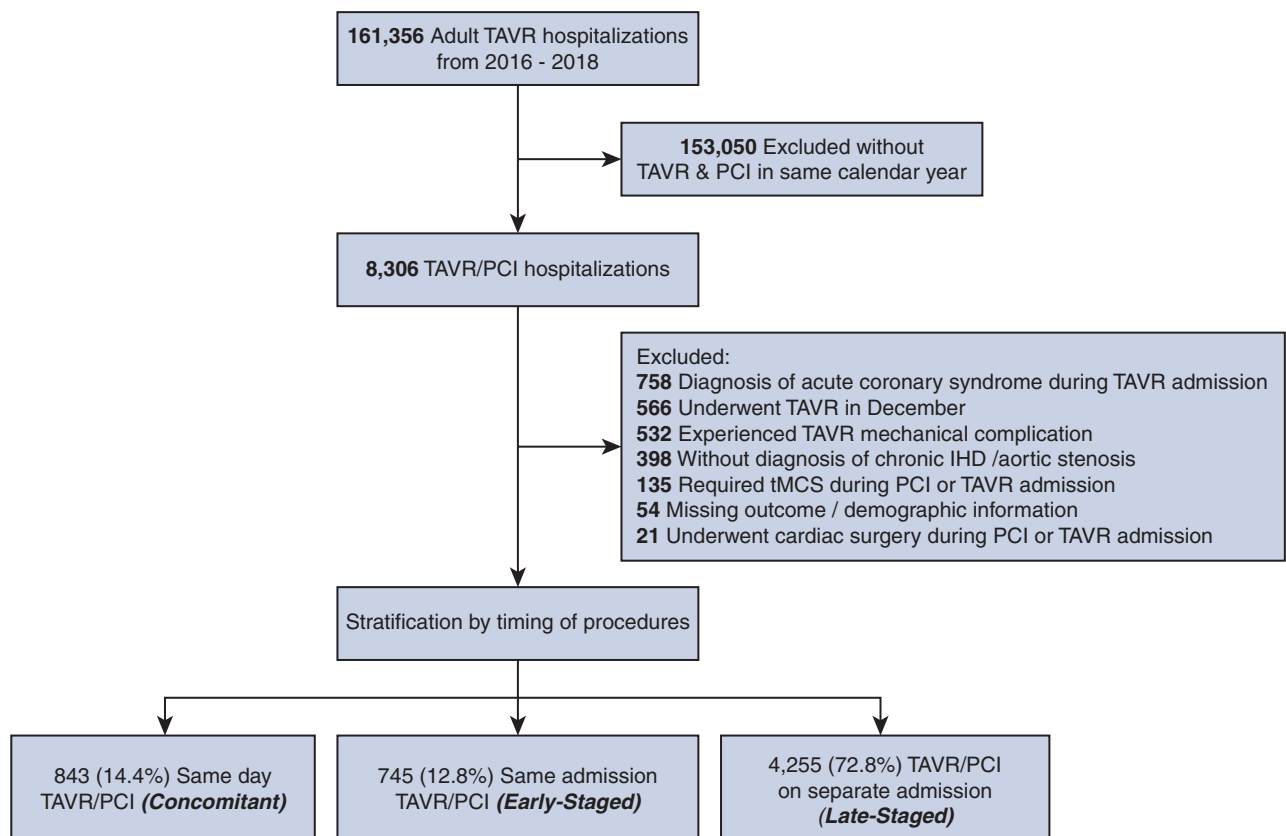 161,356 Adult TAVR hospitalizations
from 2016 - 2018
153,050 Excluded without
TAVR & PCI in same calendar year
8,306 TAVR/PCI hospitalizations
Excluded:
758 Diagnosis of acute coronary syndrome during TAVR admission
566 Underwent TAVR in December
532 Experienced TAVR mechanical complication
398 Without diagnosis of chronic IHD /aortic stenosis
135 Required tMCS during PCI or TAVR admission
54 Missing outcome / demographic information
21 Underwent cardiac surgery during PCI or TAVR admission
Stratification by timing of procedures
843 (14.4%) Same day
TAVR/PCI (Concomitant)
745 (12.8%) Same admission
TAVR/PCI (Early-Staged)
4,255 (72.8%) TAVR/PCI
on separate admission
(Late-Staged)